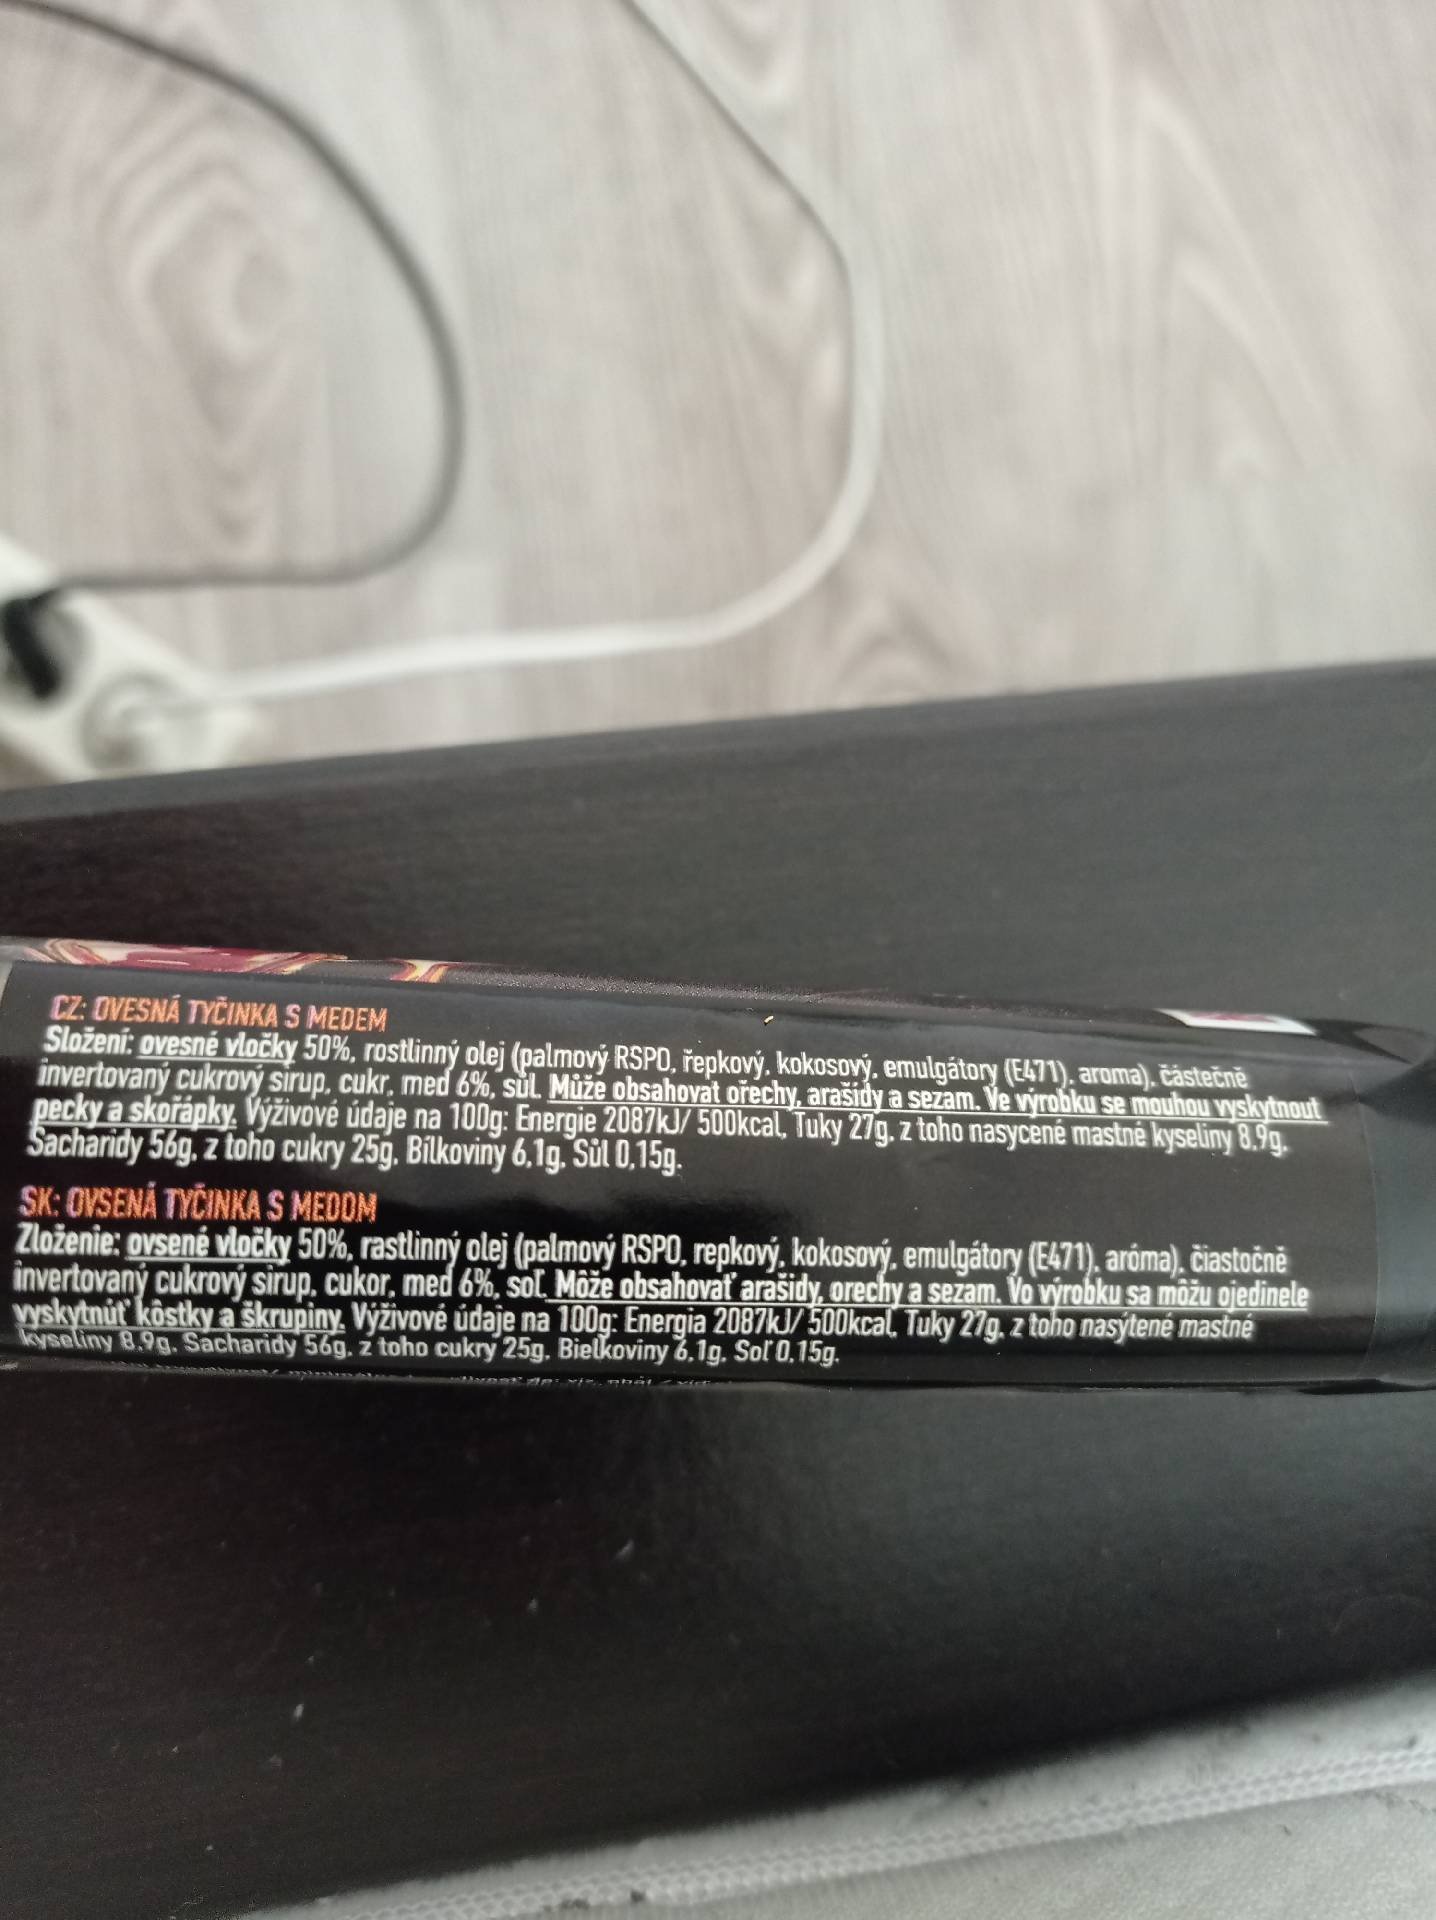 CZ: OVESNÁ TYČINKA S MEDEM
Složení: ovesné vločky 50%, rostlinný olej (palmový RSPO, řepkový, kokosový, emulgátory (E471), aroma), částečně
invertovaný cukrový sirup, cukr, med 6%, sůl. Může obsahovat ořechy, arašídy a sezam. Ve výrobku se mouhou vyskytnout
pecky a skořápky. Výživové údaje na 100g: Energie 2087kJ/ 500kcal, Tuky 27g, z toho nasycené mastné kyseliny 8,9g,
Sacharidy 56g, z toho cukry 25g, Bílkoviny 6,1g, Sůl 0,15g.
SK: OVSENÁ TYČINKA S MEDOM
Zloženie: ovsené vločky 50%, rastlinný olej (palmový RSPO, repkový, kokosový, emulgátory (E471), aróma), čiastočně
invertovaný cukrový sirup, cukor, med 6%, soľ. Môže obsahovať arašidy, orechy a sezam. Vo výrobku sa môžu ojedinele
vyskytnúť kôstky a škrupiny. Výživové údaje na 100g: Energia 2087kJ/ 500kcal, Tuky 27g, z toho nasýtené mastné
kyseliny 8,9g, Sacharidy 56g, z toho cukry 25g, Bielkoviny 6,1g, Soľ 0,15g.